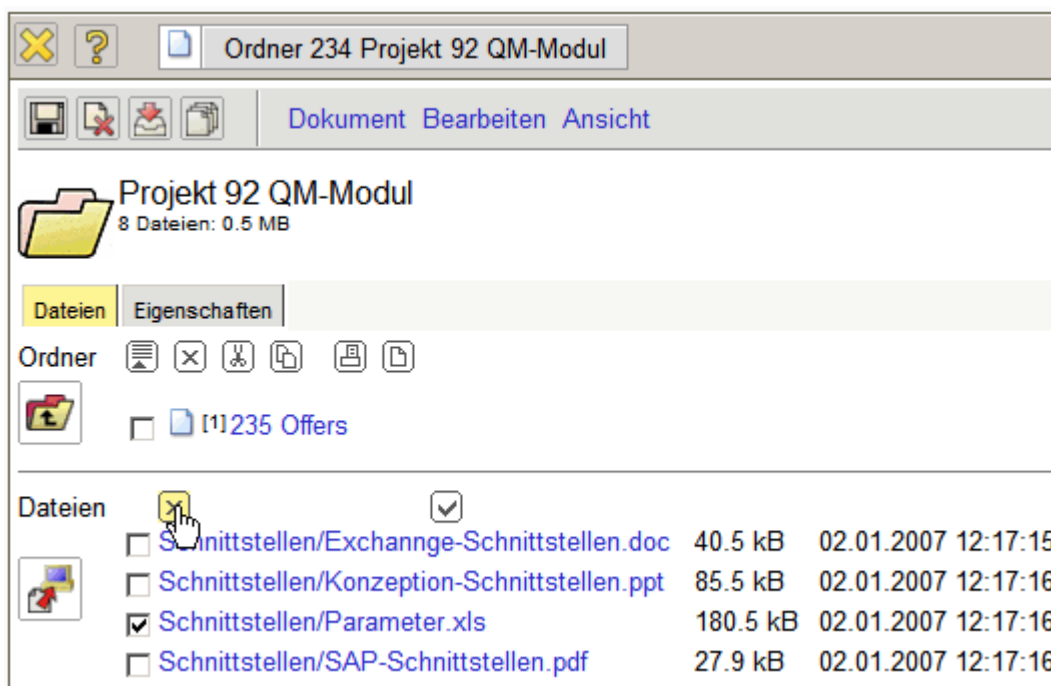 Ordner 234 Projekt 92 QM-Modul
Dokument Bearbeiten Ansicht
Projekt 92 QM-Modul
8 Dateien: 0.5 MB
Dateien Eigenschaften
Ordner
[1] 235 Offers
Dateien
Schnittstellen/Exchannge-Schnittstellen.doc 40.5 kB 02.01.2007 12:17:15
Schnittstellen/Konzeption-Schnittstellen.ppt 85.5 kB 02.01.2007 12:17:16
Schnittstellen/Parameter.xls 180.5 kB 02.01.2007 12:17:16
Schnittstellen/SAP-Schnittstellen.pdf 27.9 kB 02.01.2007 12:17:16